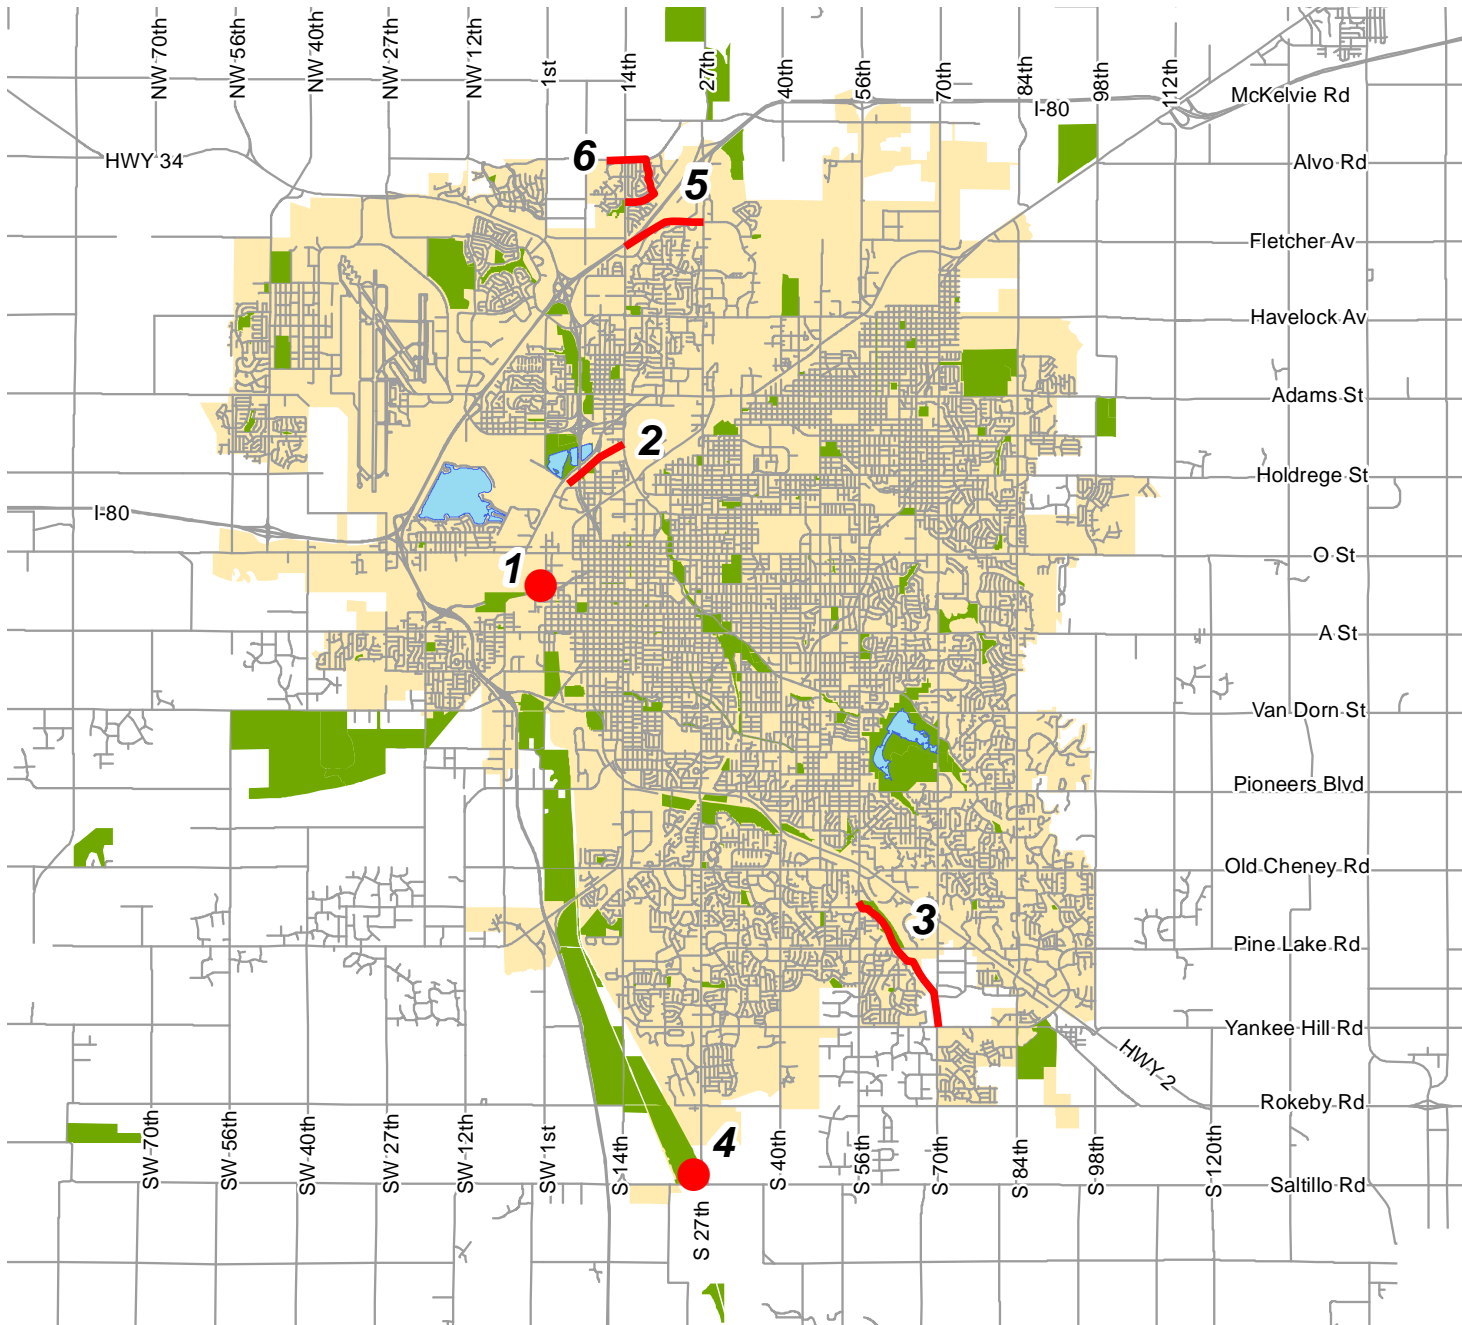 NW 70th
NW 56th
NW 40th
NW 27th
NW 12th
1st
14th
27th
40th
56th
70th
84th
98th
112th
McKelvie Rd
I-80
6
HWY 34
Alvo Rd
5
Fletcher Av
Havelock Av
Adams St
2
Holdrege St
I-80
O St
1
A St
Van Dorn St
Pioneers Blvd
Old Cheney Rd
3
Pine Lake Rd
Yankee Hill Rd
HWY 2
Rokeby Rd
4
SW 70th
SW 56th
SW 40th
SW 27th
SW 12th
SW 1st
S 14th
S 27th
S 40th
S 56th
S 70th
S 84th
S 98th
S 120th
Saltillo Rd